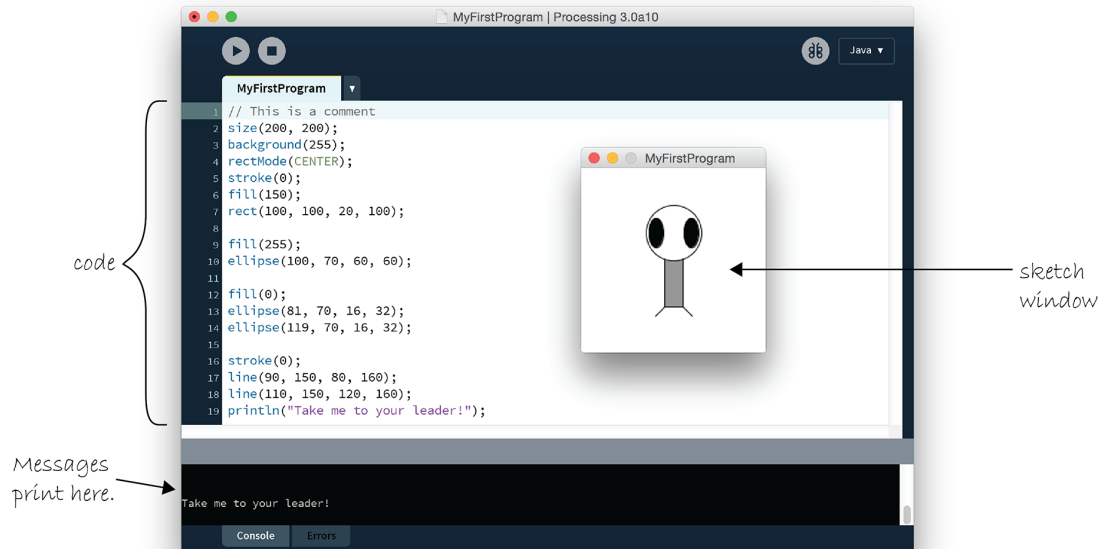 MyFirstProgram | Processing 3.0a10
Java ▾
MyFirstProgram ▾
1 // This is a comment
2 size(200, 200);
3 background(255);
4 rectMode(CENTER);
5 stroke(0);
6 fill(150);
7 rect(100, 100, 20, 100);
8
9 fill(255);
10 ellipse(100, 70, 60, 60);
11
12 fill(0);
13 ellipse(81, 70, 16, 32);
14 ellipse(119, 70, 16, 32);
15
16 stroke(0);
17 line(90, 150, 80, 160);
18 line(110, 150, 120, 160);
19 println("Take me to your leader!");
MyFirstProgram
code
sketch
window
Messages
print here.
Take me to your leader!
Console Errors